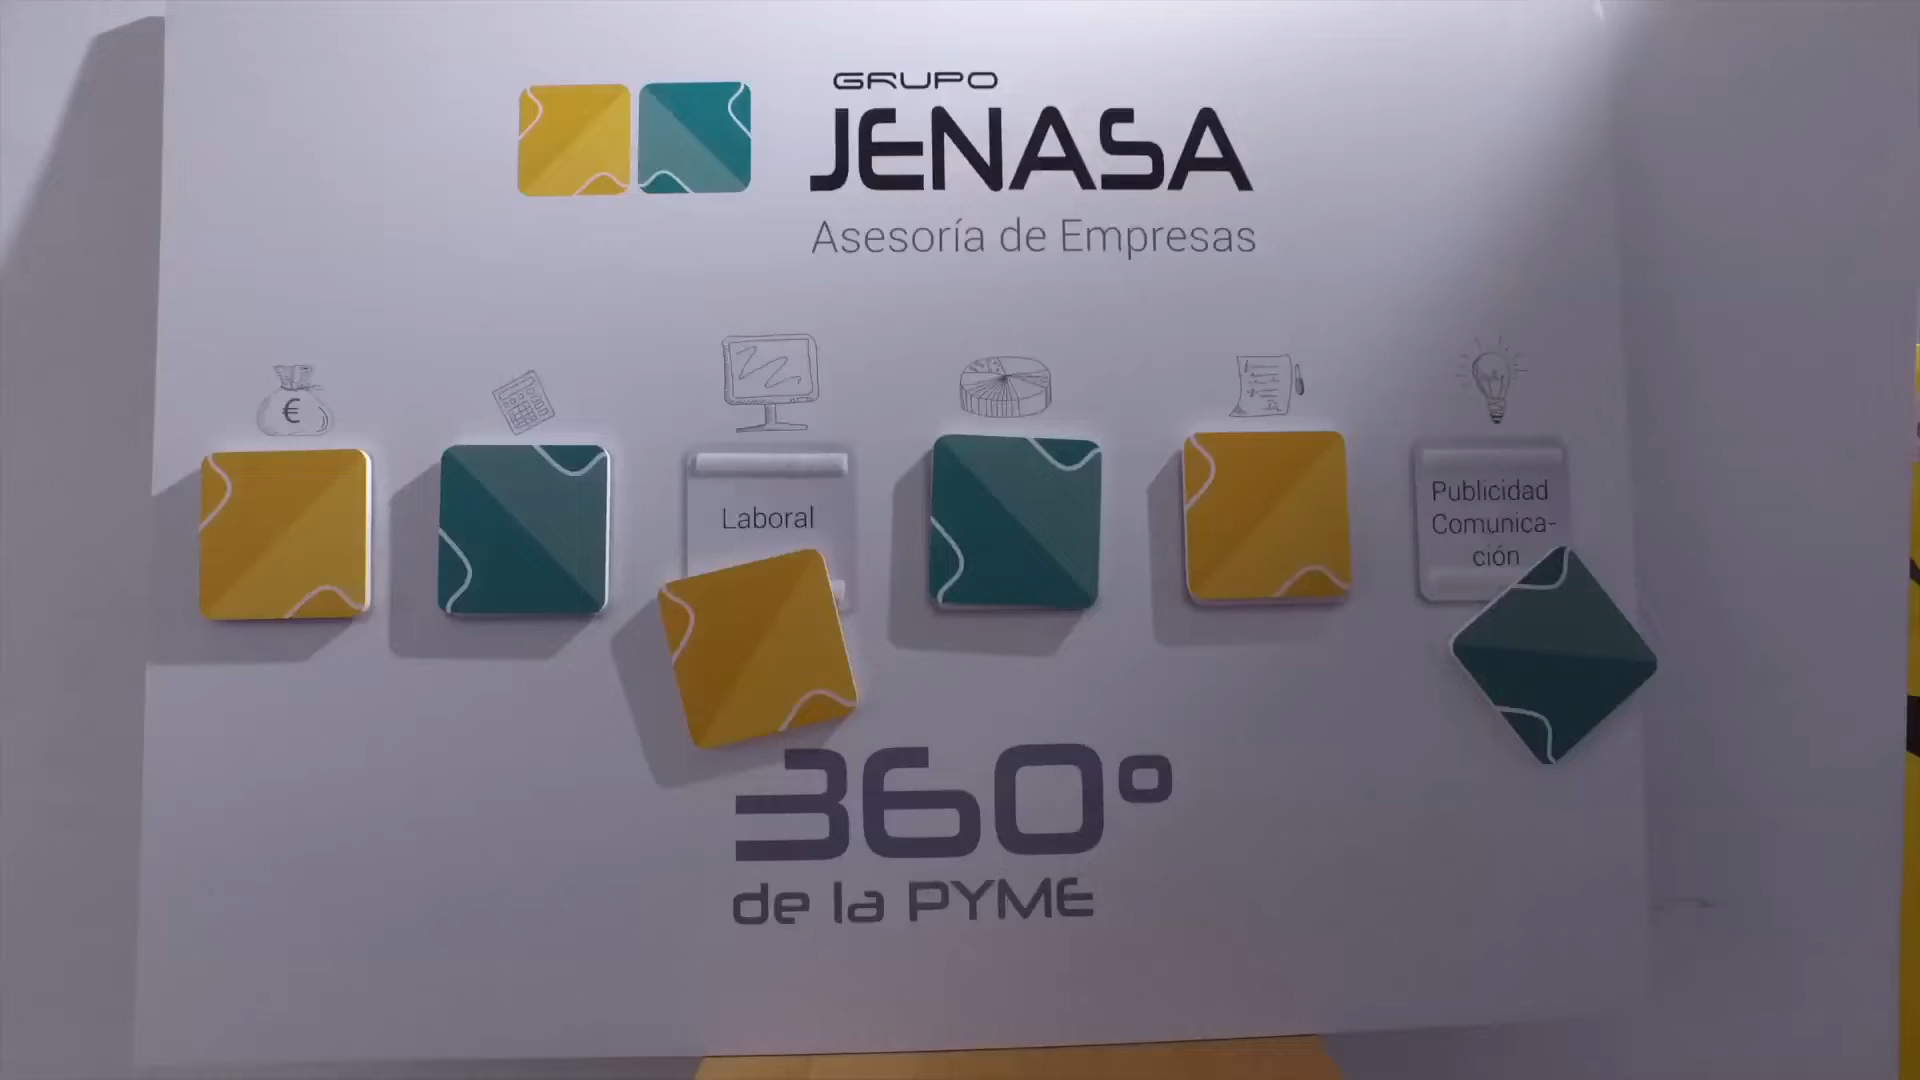 GRUPO
JENASA
Asesoría de Empresas
€
Laboral
Publicidad
Comunica-
ción
360º
de la PYME